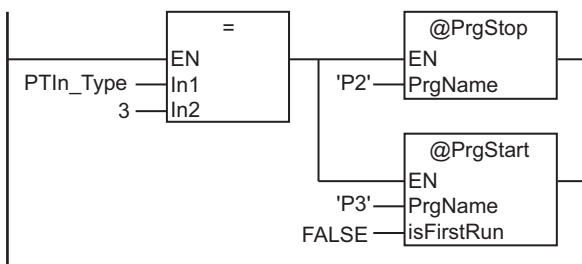 =
EN
PTIn_Type In1
3 In2
@PrgStop
EN
'P2' PrgName
@PrgStart
EN
'P3' PrgName
FALSE isFirstRun